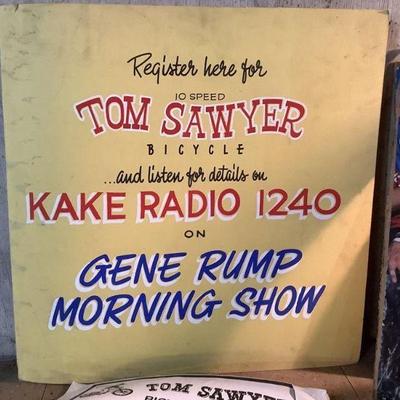 Register here for
10 SPEED
TOM SAWYER
BICYCLE
...and listen for details on
KAKE RADIO 1240
ON
GENE RUMP
MORNING SHOW
TOM SAWYER